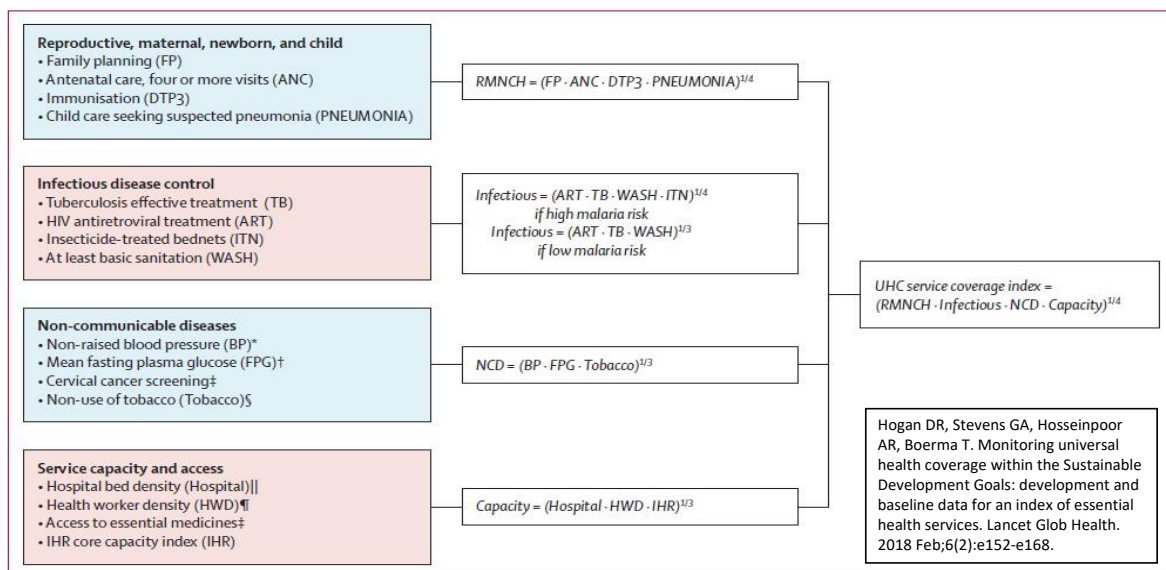 Reproductive, maternal, newborn, and child
• Family planning (FP)
• Antenatal care, four or more visits (ANC)
• Immunisation (DTP3)
• Child care seeking suspected pneumonia (PNEUMONIA)
RMNCH = (FP · ANC · DTP3 · PNEUMONIA)^1/4
Infectious disease control
• Tuberculosis effective treatment (TB)
• HIV antiretroviral treatment (ART)
• Insecticide-treated bednets (ITN)
• At least basic sanitation (WASH)
Infectious = (ART · TB · WASH · ITN)^1/4
if high malaria risk
Infectious = (ART · TB · WASH)^1/3
if low malaria risk
Non-communicable diseases
• Non-raised blood pressure (BP)*
• Mean fasting plasma glucose (FPG)†
• Cervical cancer screening‡
• Non-use of tobacco (Tobacco)§
NCD = (BP · FPG · Tobacco)^1/3
Service capacity and access
• Hospital bed density (Hospital)||
• Health worker density (HWD)¶
• Access to essential medicines‡
• IHR core capacity index (IHR)
Capacity = (Hospital · HWD · IHR)^1/3
UHC service coverage index =
(RMNCH · Infectious · NCD · Capacity)^1/4
Hogan DR, Stevens GA, Hosseinpoor
AR, Boerma T. Monitoring universal
health coverage within the Sustainable
Development Goals: development and
baseline data for an index of essential
health services. Lancet Glob Health.
2018 Feb;6(2):e152-e168.